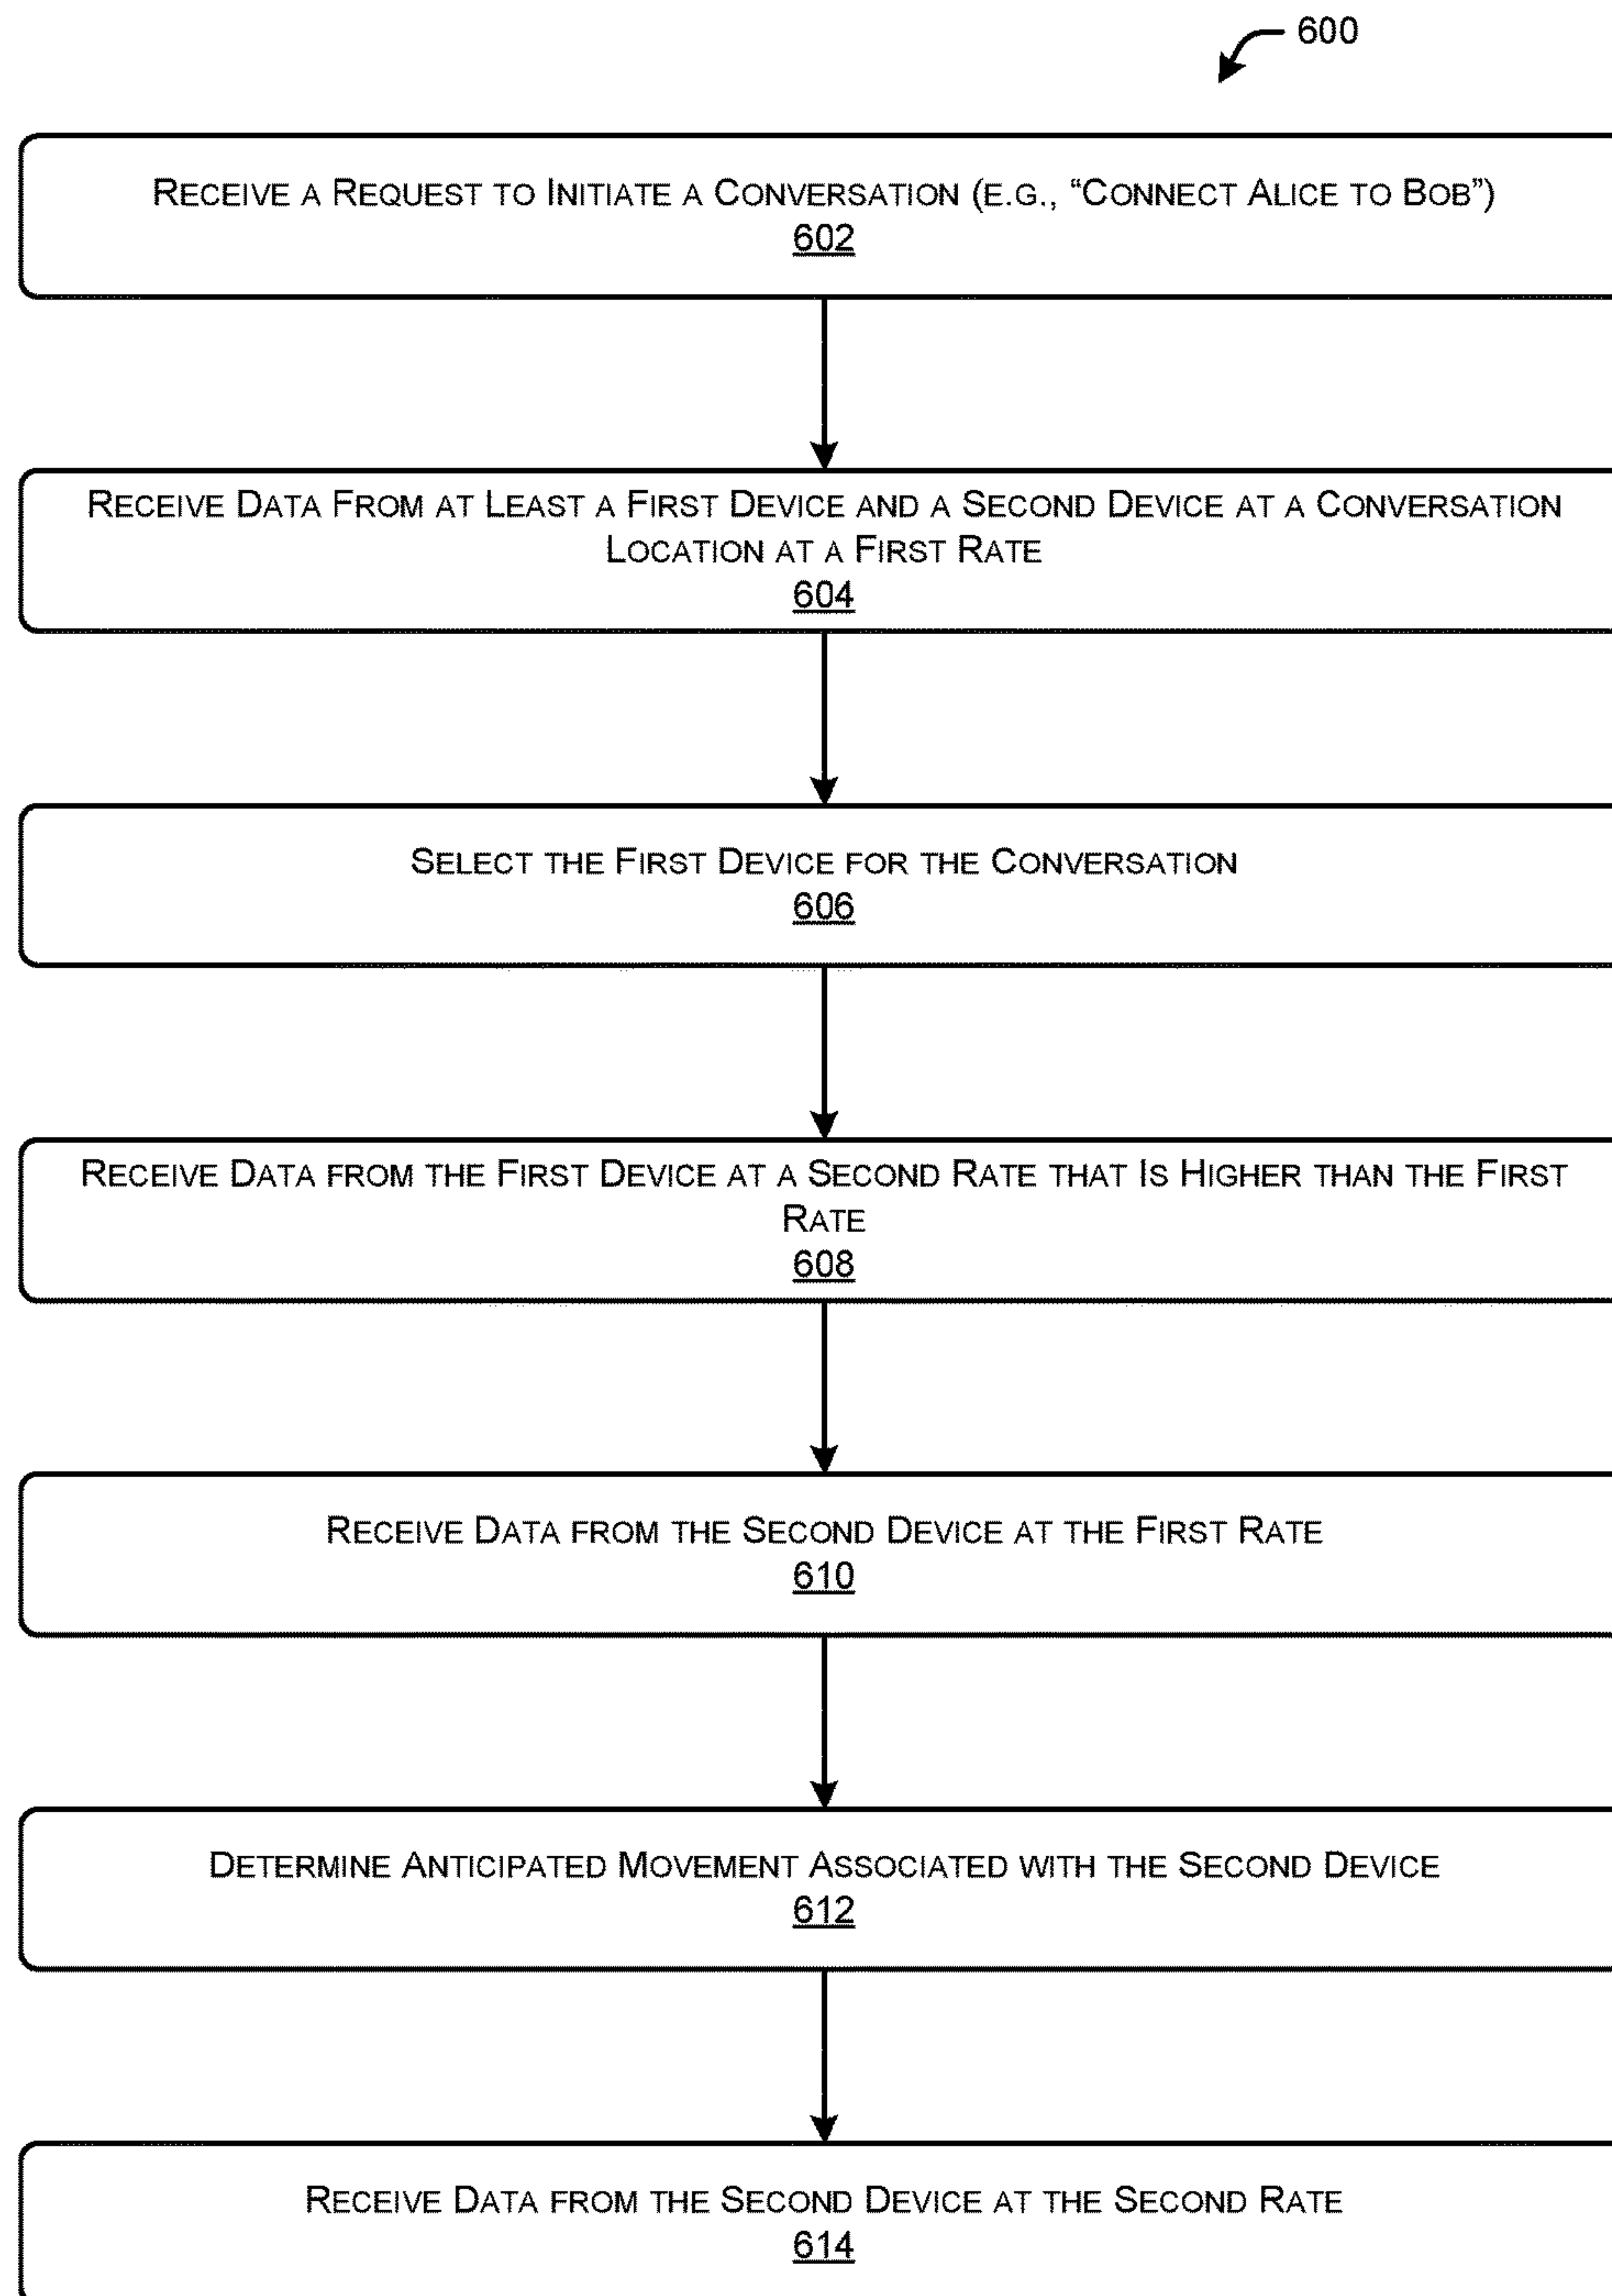 600
RECEIVE A REQUEST TO INITIATE A CONVERSATION (E.G., “CONNECT ALICE TO BOB”)
602
RECEIVE DATA FROM AT LEAST A FIRST DEVICE AND A SECOND DEVICE AT A CONVERSATION
LOCATION AT A FIRST RATE
604
SELECT THE FIRST DEVICE FOR THE CONVERSATION
606
RECEIVE DATA FROM THE FIRST DEVICE AT A SECOND RATE THAT IS HIGHER THAN THE FIRST
RATE
608
RECEIVE DATA FROM THE SECOND DEVICE AT THE FIRST RATE
610
DETERMINE ANTICIPATED MOVEMENT ASSOCIATED WITH THE SECOND DEVICE
612
RECEIVE DATA FROM THE SECOND DEVICE AT THE SECOND RATE
614